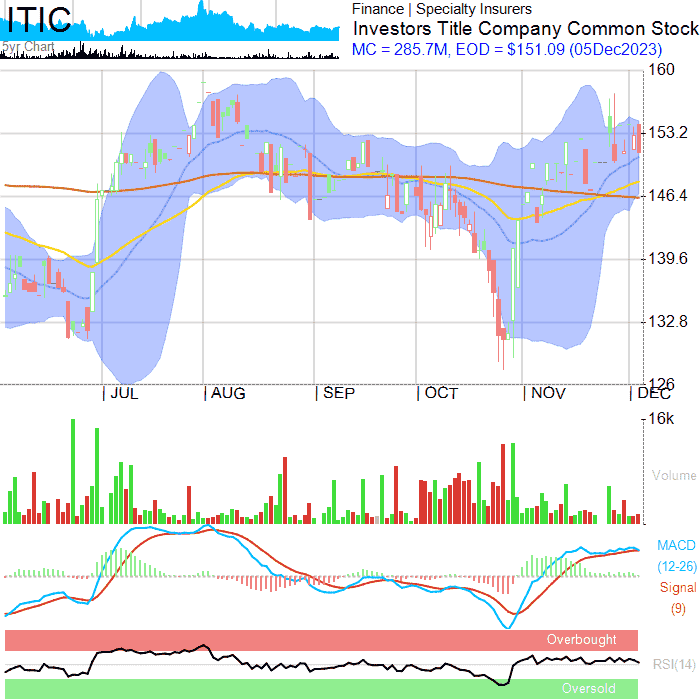 ITIC
5yr Chart
Finance | Specialty Insurers
Investors Title Company Common Stock
MC = 285.7M, EOD = $151.09 (05Dec2023)
160
153.2
146.4
139.6
132.8
126
| JUL | AUG | SEP | OCT | NOV | DEC
16k
Volume
MACD
(12-26)
Signal
(9)
Overbought
RSI(14)
Oversold